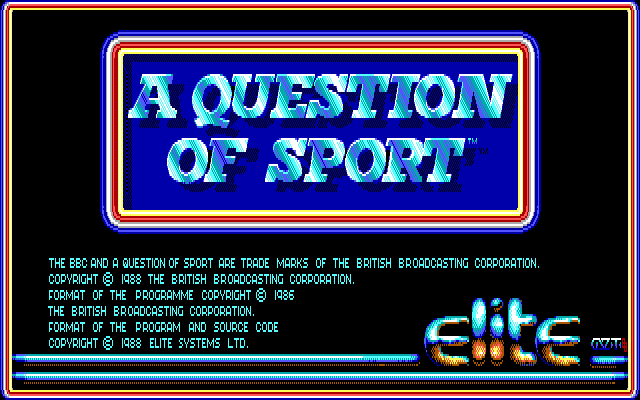 A QUESTION
OF SPORT™
THE BBC AND A QUESTION OF SPORT ARE TRADE MARKS OF THE BRITISH BROADCASTING CORPORATION.
COPYRIGHT © 1988 THE BRITISH BROADCASTING CORPORATION.
FORMAT OF THE PROGRAMME COPYRIGHT © 1986
THE BRITISH BROADCASTING CORPORATION.
FORMAT OF THE PROGRAM AND SOURCE CODE
COPYRIGHT © 1988 ELITE SYSTEMS LTD.
elite